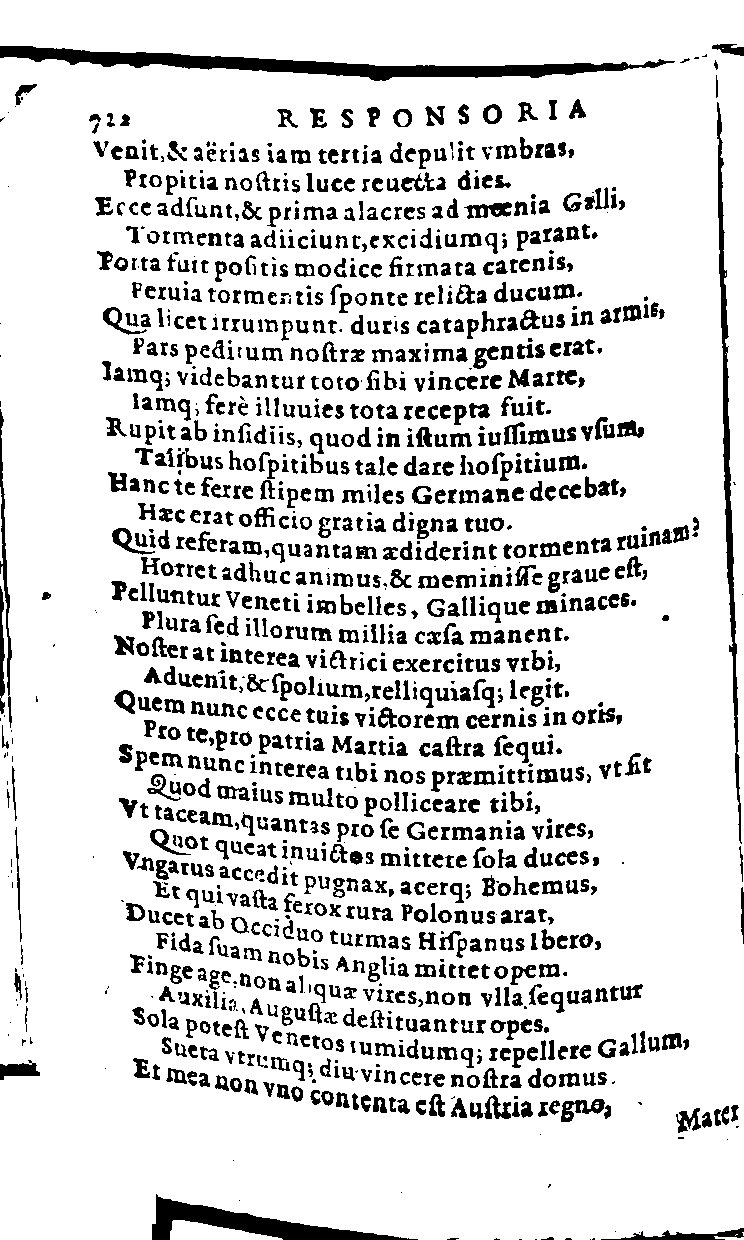 722 RESPONSORIA
Venit,& aërias iam tertia depulit vmbras,
Propitia noſtris luce reuecta dies.
Ecce adſunt,& prima alacres ad mœnia Galli,
Tormenta adiiciunt,excidiumq; parant.
Porta fuit poſitis modice firmata catenis,
Peruia tormentis ſponte relicta ducum.
Qua licet irrumpunt. duris cataphractus in armis,
Pars peditum noſtræ maxima gentis erat.
Iamq; videbantur toto ſibi vincere Marte,
Iamq; ferè illuuies tota recepta fuit.
Rupit ab inſidiis, quod in iſtum iuſſimus vſum,
Talibus hoſpitibus tale dare hoſpitium.
Hanc te ferre ſtipem miles Germane decebat,
Hæc erat officio gratia digna tuo.
Quid referam,quantam ædiderint tormenta ruinam?
Horret adhuc animus,& meminiſſe graue eſt,
Pelluntur Veneti imbelles, Gallique minaces.
Plura ſed illorum millia cæſa manent.
Noſter at interea victrici exercitus vrbi,
Aduenit,& ſpolium,relliquiaſq; legit.
Quem nunc ecce tuis victorem cernis in oris,
Pro te,pro patria Martia caſtra ſequi.
Spem nunc interea tibi nos præmittimus, vt ſit
Quod maius multo polliceare tibi,
Vt taceam,quantas pro ſe Germania vires,
Quot queat inuictos mittere ſola duces,
Vngarus accedit pugnax, acerq; Bohemus,
Et qui vaſta ferox rura Polonus arat,
Ducet ab Occiduo turmas Hiſpanus Ibero,
Fida ſuam nobis Anglia mittet opem.
Finge age,non aliquæ vires,non vlla ſequantur
Auxilia, Auguſtæ deſtituantur opes.
Sola poteſt Venetos tumidumq; repellere Gallum,
Sueta vtrumq; diu vincere noſtra domus.
Et mea non vno contenta eſt Auſtria regno,
Mater